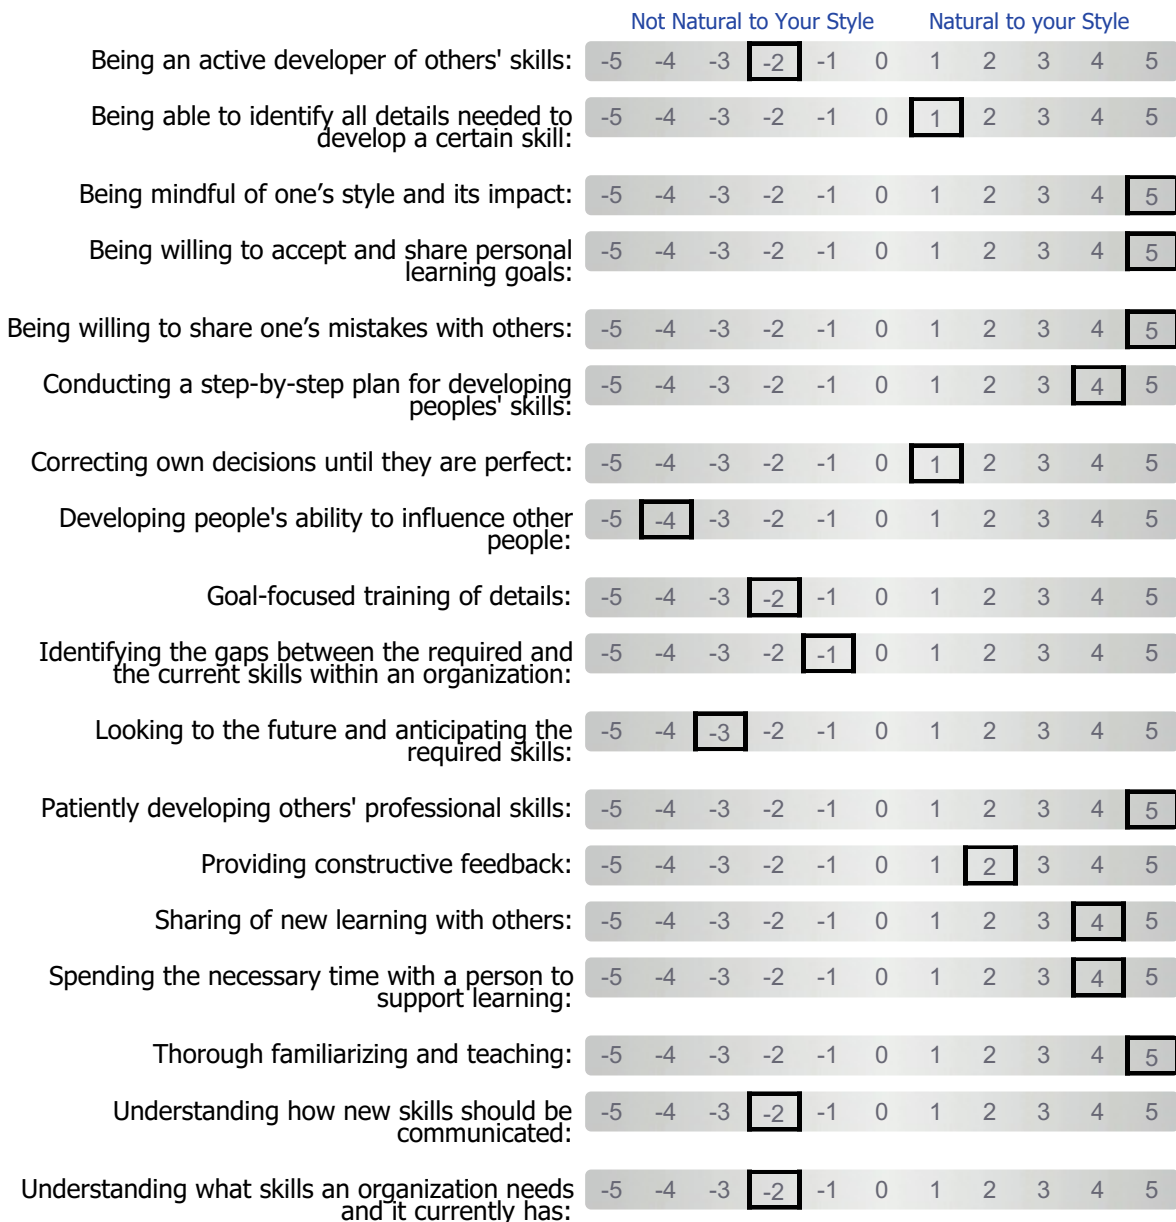 Not Natural to Your Style Natural to your Style
Being an active developer of others' skills: -5 -4 -3 -2 -1 0 1 2 3 4 5
Being able to identify all details needed to
develop a certain skill: -5 -4 -3 -2 -1 0 1 2 3 4 5
Being mindful of one’s style and its impact: -5 -4 -3 -2 -1 0 1 2 3 4 5
Being willing to accept and share personal
learning goals: -5 -4 -3 -2 -1 0 1 2 3 4 5
Being willing to share one’s mistakes with others: -5 -4 -3 -2 -1 0 1 2 3 4 5
Conducting a step-by-step plan for developing
peoples' skills: -5 -4 -3 -2 -1 0 1 2 3 4 5
Correcting own decisions until they are perfect: -5 -4 -3 -2 -1 0 1 2 3 4 5
Developing people's ability to influence other
people: -5 -4 -3 -2 -1 0 1 2 3 4 5
Goal-focused training of details: -5 -4 -3 -2 -1 0 1 2 3 4 5
Identifying the gaps between the required and
the current skills within an organization: -5 -4 -3 -2 -1 0 1 2 3 4 5
Looking to the future and anticipating the
required skills: -5 -4 -3 -2 -1 0 1 2 3 4 5
Patiently developing others' professional skills: -5 -4 -3 -2 -1 0 1 2 3 4 5
Providing constructive feedback: -5 -4 -3 -2 -1 0 1 2 3 4 5
Sharing of new learning with others: -5 -4 -3 -2 -1 0 1 2 3 4 5
Spending the necessary time with a person to
support learning: -5 -4 -3 -2 -1 0 1 2 3 4 5
Thorough familiarizing and teaching: -5 -4 -3 -2 -1 0 1 2 3 4 5
Understanding how new skills should be
communicated: -5 -4 -3 -2 -1 0 1 2 3 4 5
Understanding what skills an organization needs
and it currently has: -5 -4 -3 -2 -1 0 1 2 3 4 5